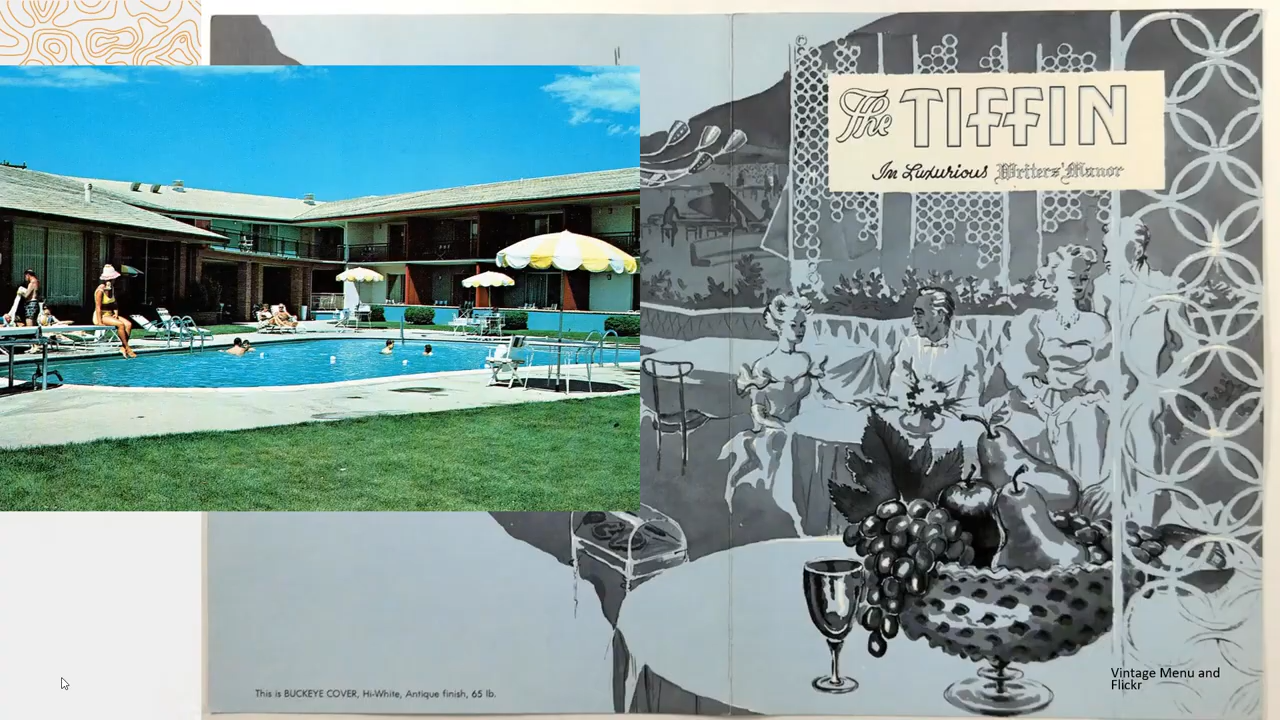 The TIFFIN
In Luxurious Writers' Manor
This is BUCKEYE COVER, Hi-White, Antique finish, 65 lb.
Vintage Menu and
Flickr